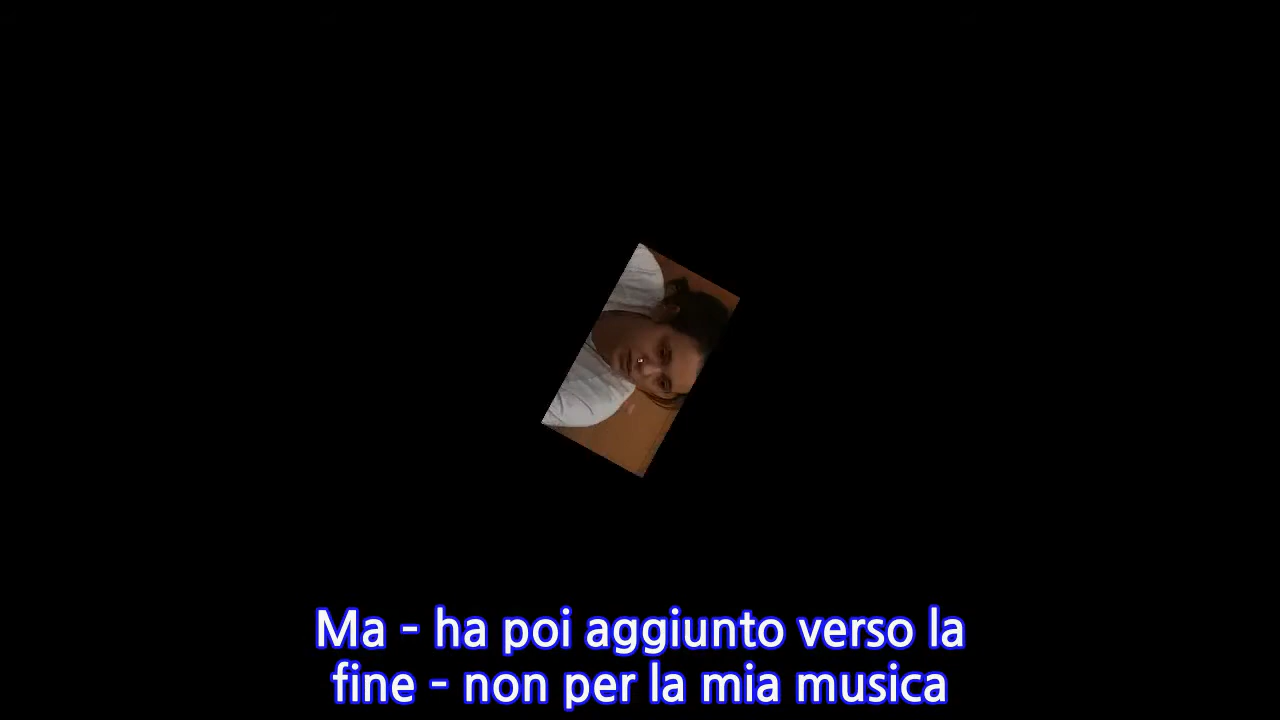 Ma - ha poi aggiunto verso la
fine - non per la mia musica